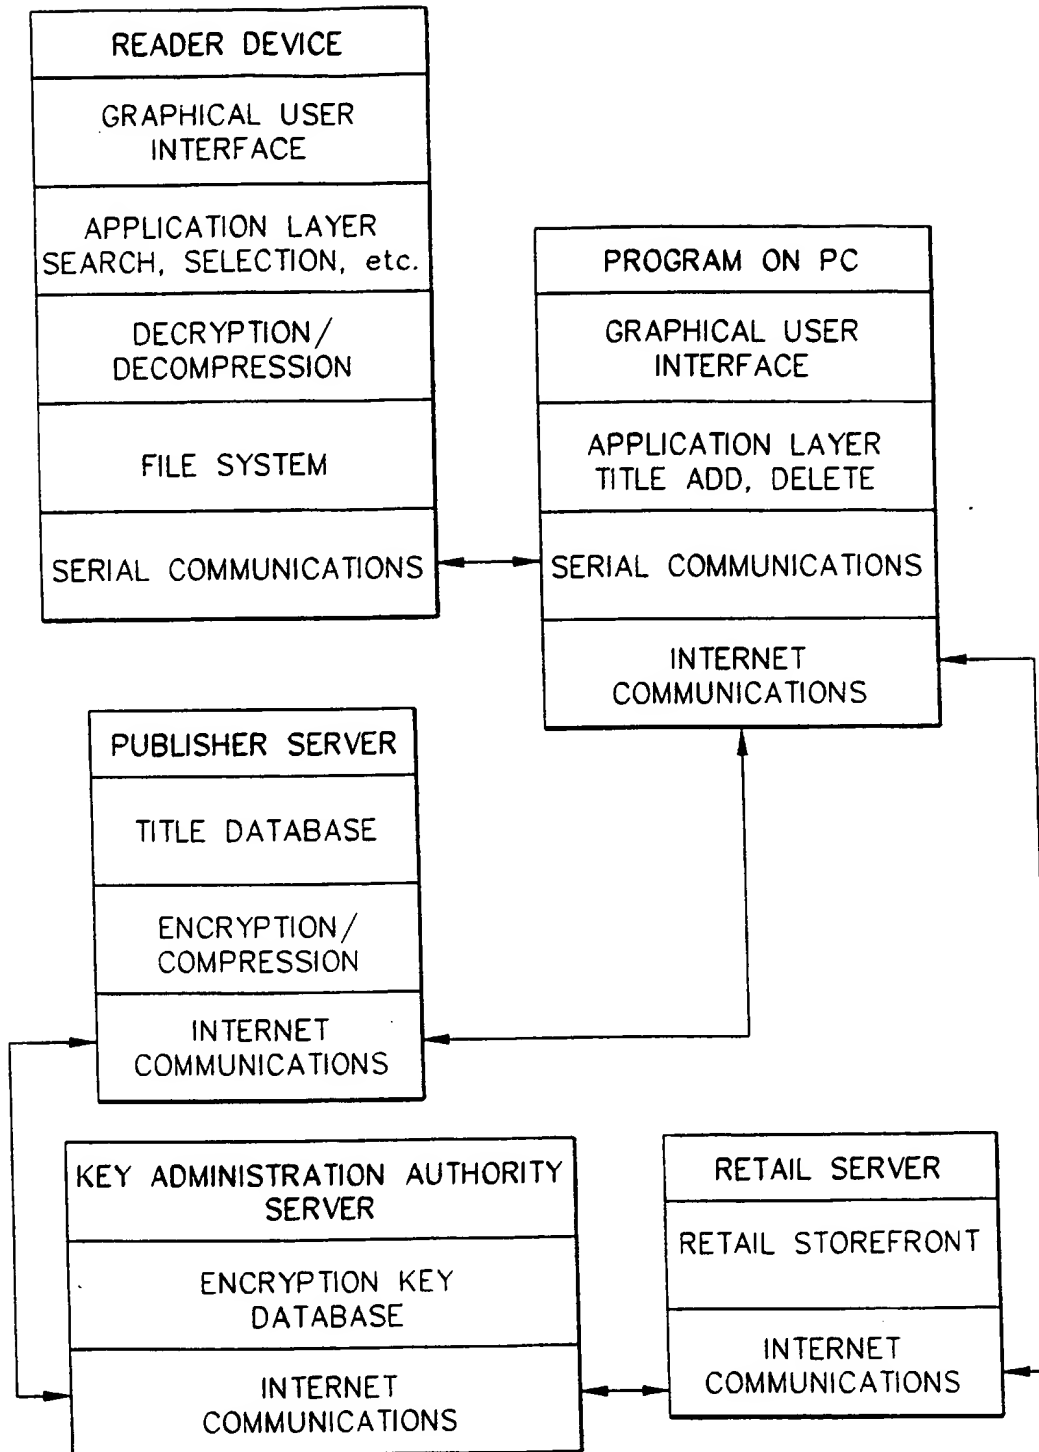 READER DEVICE
GRAPHICAL USER
INTERFACE
APPLICATION LAYER
SEARCH, SELECTION, etc.
DECRYPTION/
DECOMPRESSION
FILE SYSTEM
SERIAL COMMUNICATIONS
PROGRAM ON PC
GRAPHICAL USER
INTERFACE
APPLICATION LAYER
TITLE ADD, DELETE
SERIAL COMMUNICATIONS
INTERNET
COMMUNICATIONS
PUBLISHER SERVER
TITLE DATABASE
ENCRYPTION/
COMPRESSION
INTERNET
COMMUNICATIONS
KEY ADMINISTRATION AUTHORITY
SERVER
ENCRYPTION KEY
DATABASE
INTERNET
COMMUNICATIONS
RETAIL SERVER
RETAIL STOREFRONT
INTERNET
COMMUNICATIONS